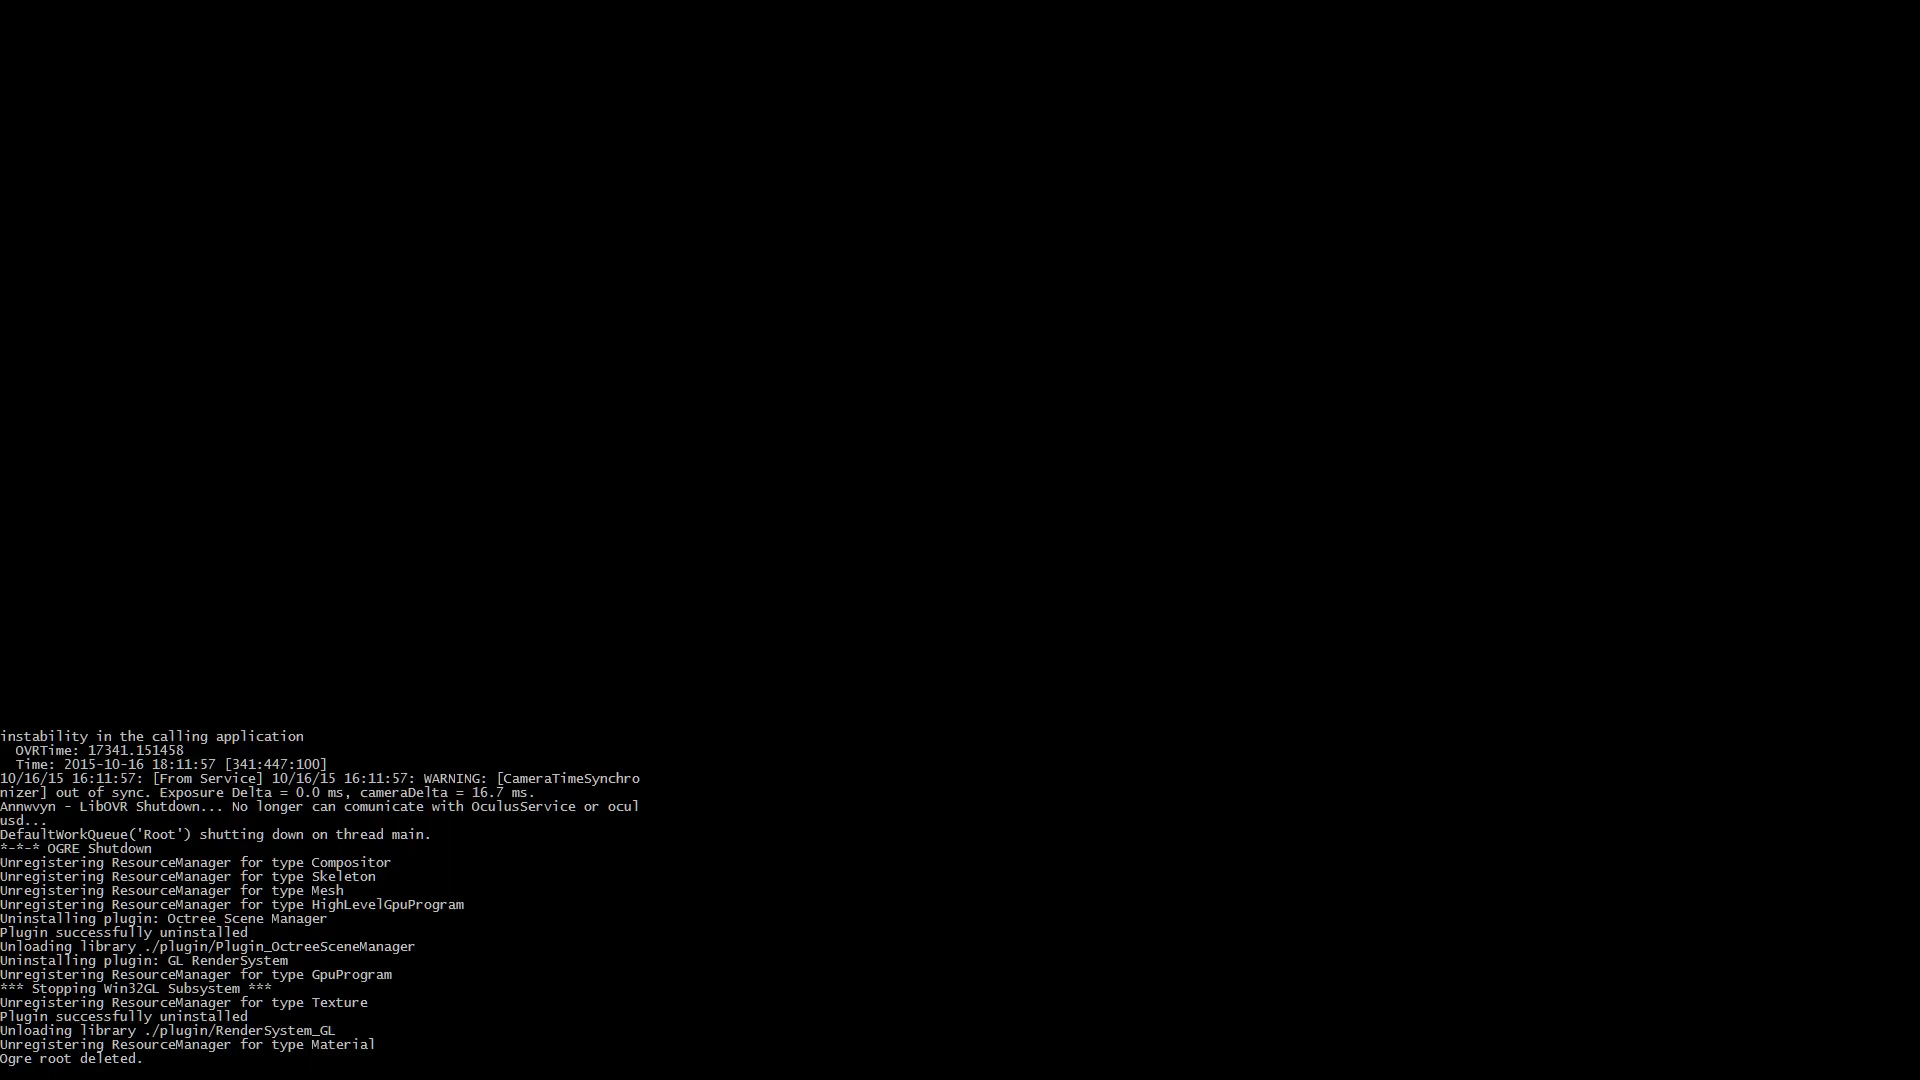 instability in the calling application
OVRTime: 17341.151458
Time: 2015-10-16 18:11:57 [341:447:100]
10/16/15 16:11:57: [From Service] 10/16/15 16:11:57: WARNING: [CameraTimeSynchro
nizer] out of sync. Exposure Delta = 0.0 ms, cameraDelta = 16.7 ms.
Annwvyn - LibOVR Shutdown... No longer can comunicate with OculusService or ocul
usd...
DefaultWorkQueue('Root') shutting down on thread main.
*-*-* OGRE Shutdown
Unregistering ResourceManager for type Compositor
Unregistering ResourceManager for type Skeleton
Unregistering ResourceManager for type Mesh
Unregistering ResourceManager for type HighLevelGpuProgram
Uninstalling plugin: Octree Scene Manager
Plugin successfully uninstalled
Unloading library ./plugin/Plugin_OctreeSceneManager
Uninstalling plugin: GL RenderSystem
Unregistering ResourceManager for type GpuProgram
*** Stopping Win32GL Subsystem ***
Unregistering ResourceManager for type Texture
Plugin successfully uninstalled
Unloading library ./plugin/RenderSystem_GL
Unregistering ResourceManager for type Material
Ogre root deleted.